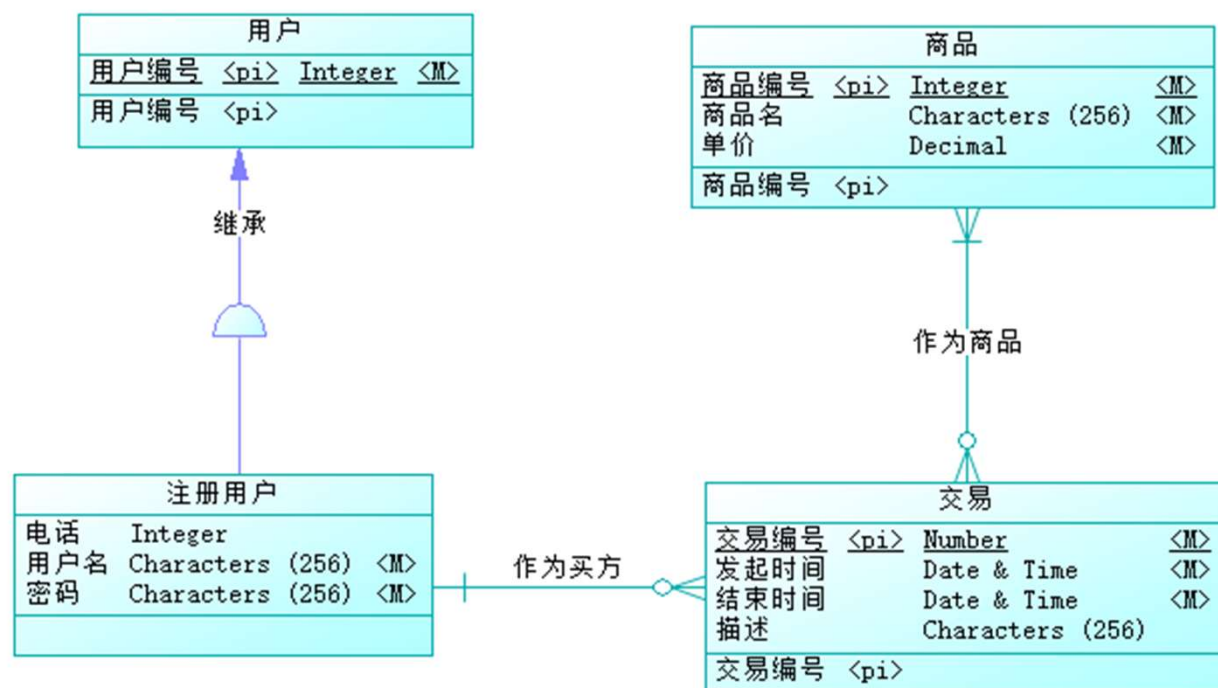 用户
用户编号 <pi> Integer <M>
用户编号 <pi>
继承
注册用户
电话 Integer
用户名 Characters (256) <M>
密码 Characters (256) <M>
作为买方
商品
商品编号 <pi> Integer <M>
商品名 Characters (256) <M>
单价 Decimal <M>
商品编号 <pi>
作为商品
交易
交易编号 <pi> Number <M>
发起时间 Date & Time <M>
结束时间 Date & Time <M>
描述 Characters (256)
交易编号 <pi>